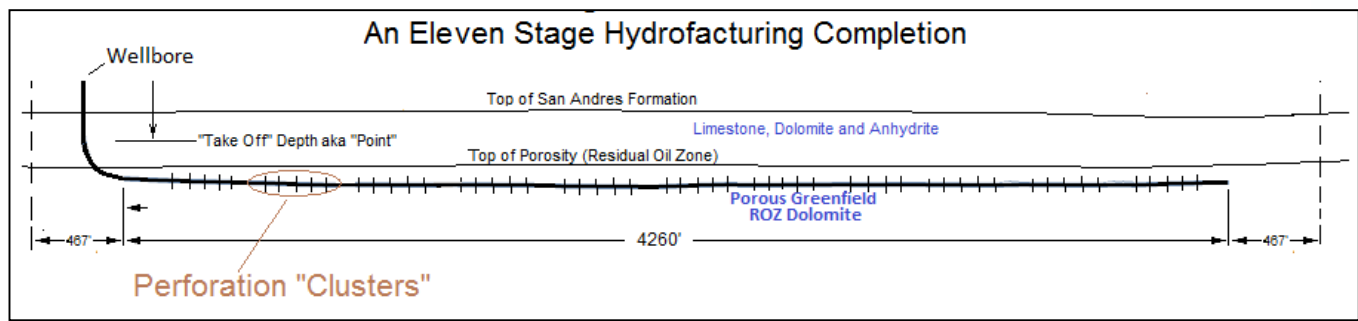 An Eleven Stage Hydrofacturing Completion
Wellbore
Top of San Andres Formation
"Take Off" Depth aka "Point"
Limestone, Dolomite and Anhydrite
Top of Porosity (Residual Oil Zone)
Porous Greenfield
ROZ Dolomite
467'
4260'
467'
Perforation "Clusters"